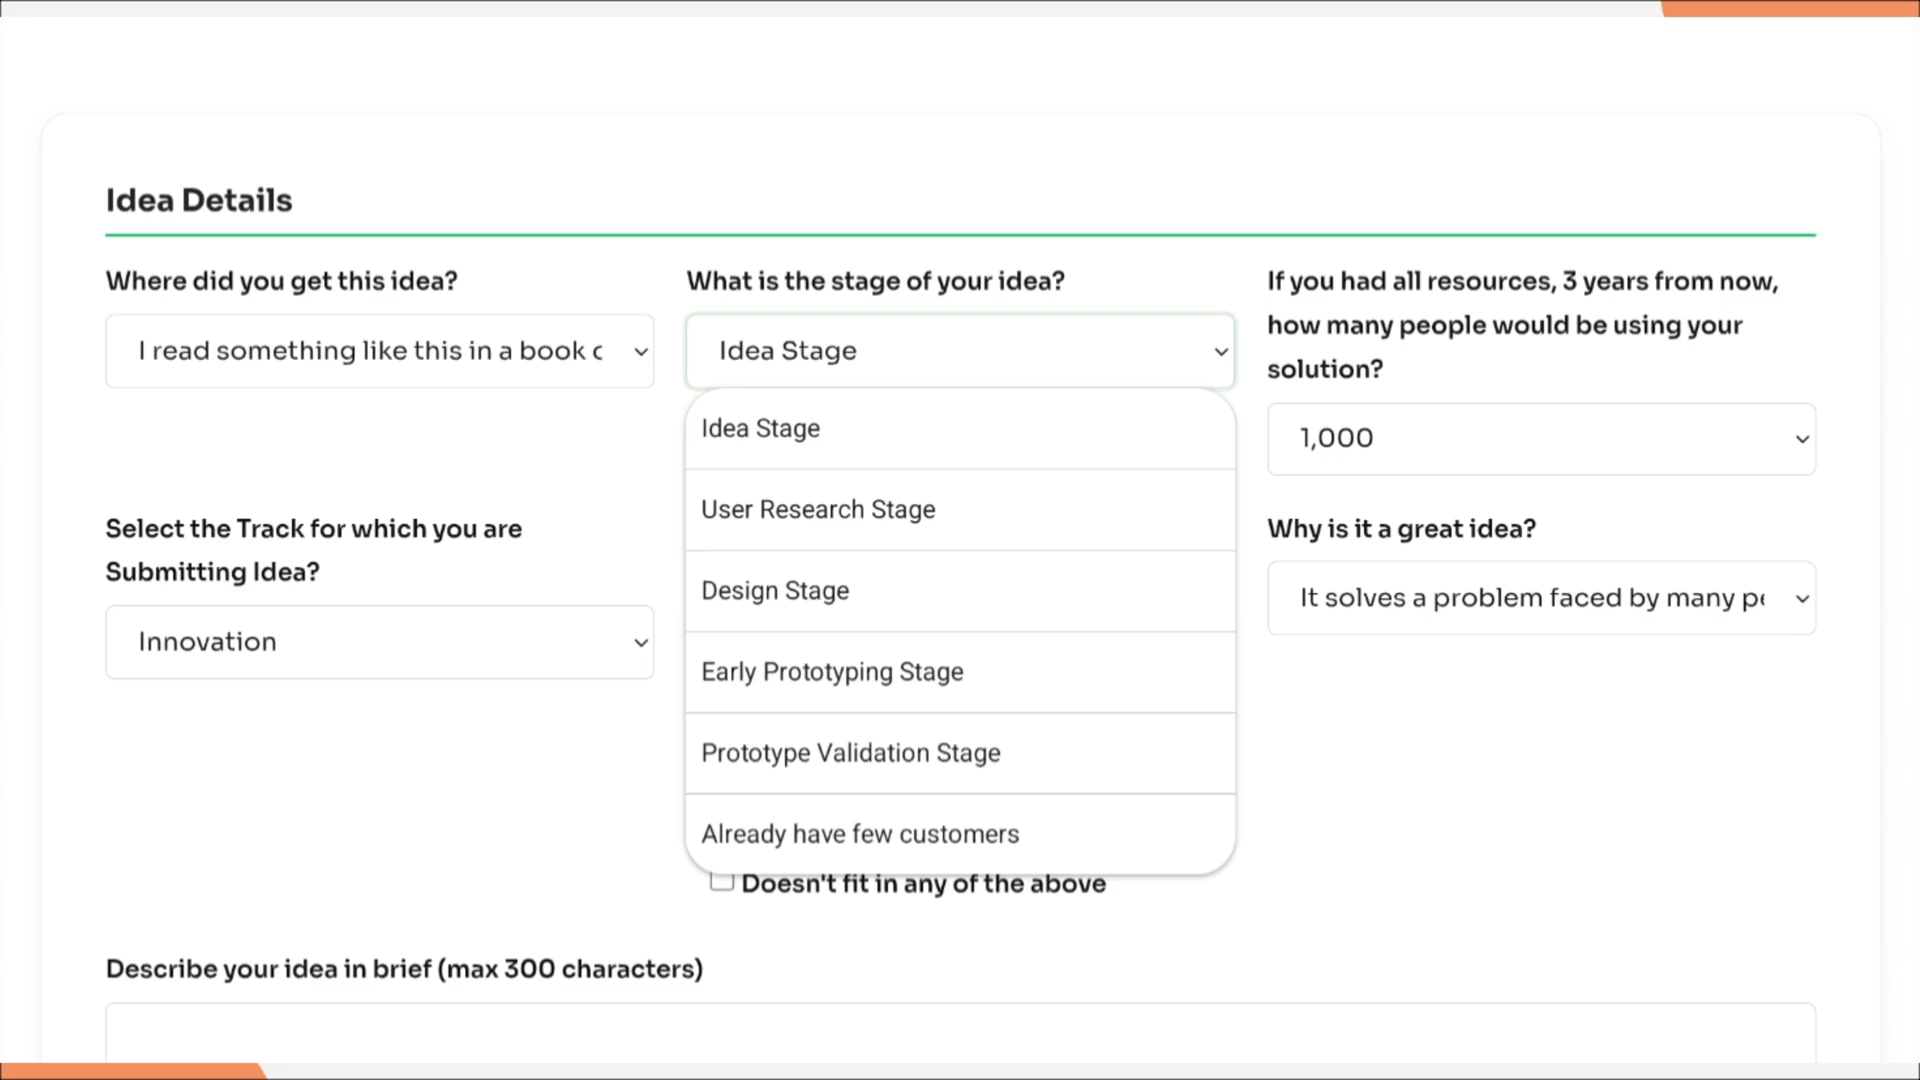 Idea Details
Where did you get this idea?
I read something like this in a book
What is the stage of your idea?
Idea Stage
Idea Stage
User Research Stage
Design Stage
Early Prototyping Stage
Prototype Validation Stage
Already have few customers
Doesn't fit in any of the above
If you had all resources, 3 years from now,
how many people would be using your
solution?
1,000
Select the Track for which you are
Submitting Idea?
Innovation
Why is it a great idea?
It solves a problem faced by many
Describe your idea in brief (max 300 characters)